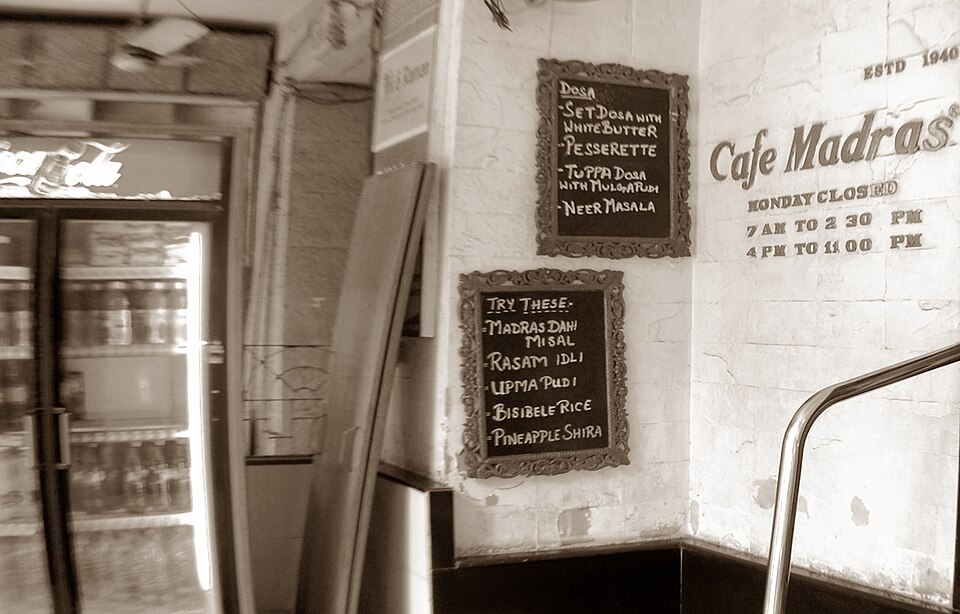 DOSA
-SET DOSA WITH
WHITE BUTTER
-PESSERETTE
-TUPPA DOSA
WITH MULGAPUDI
-NEER MASALA
TRY THESE-
-MADRAS DAHI
MISAL
-RASAM IDLI
-UPMA PUDI
-BISIBELE RICE
-PINEAPPLE SHIRA
ESTD 1940
Cafe Madras®
MONDAY CLOSED
7 AM TO 2 30 PM
4 PM TO 11 00 PM